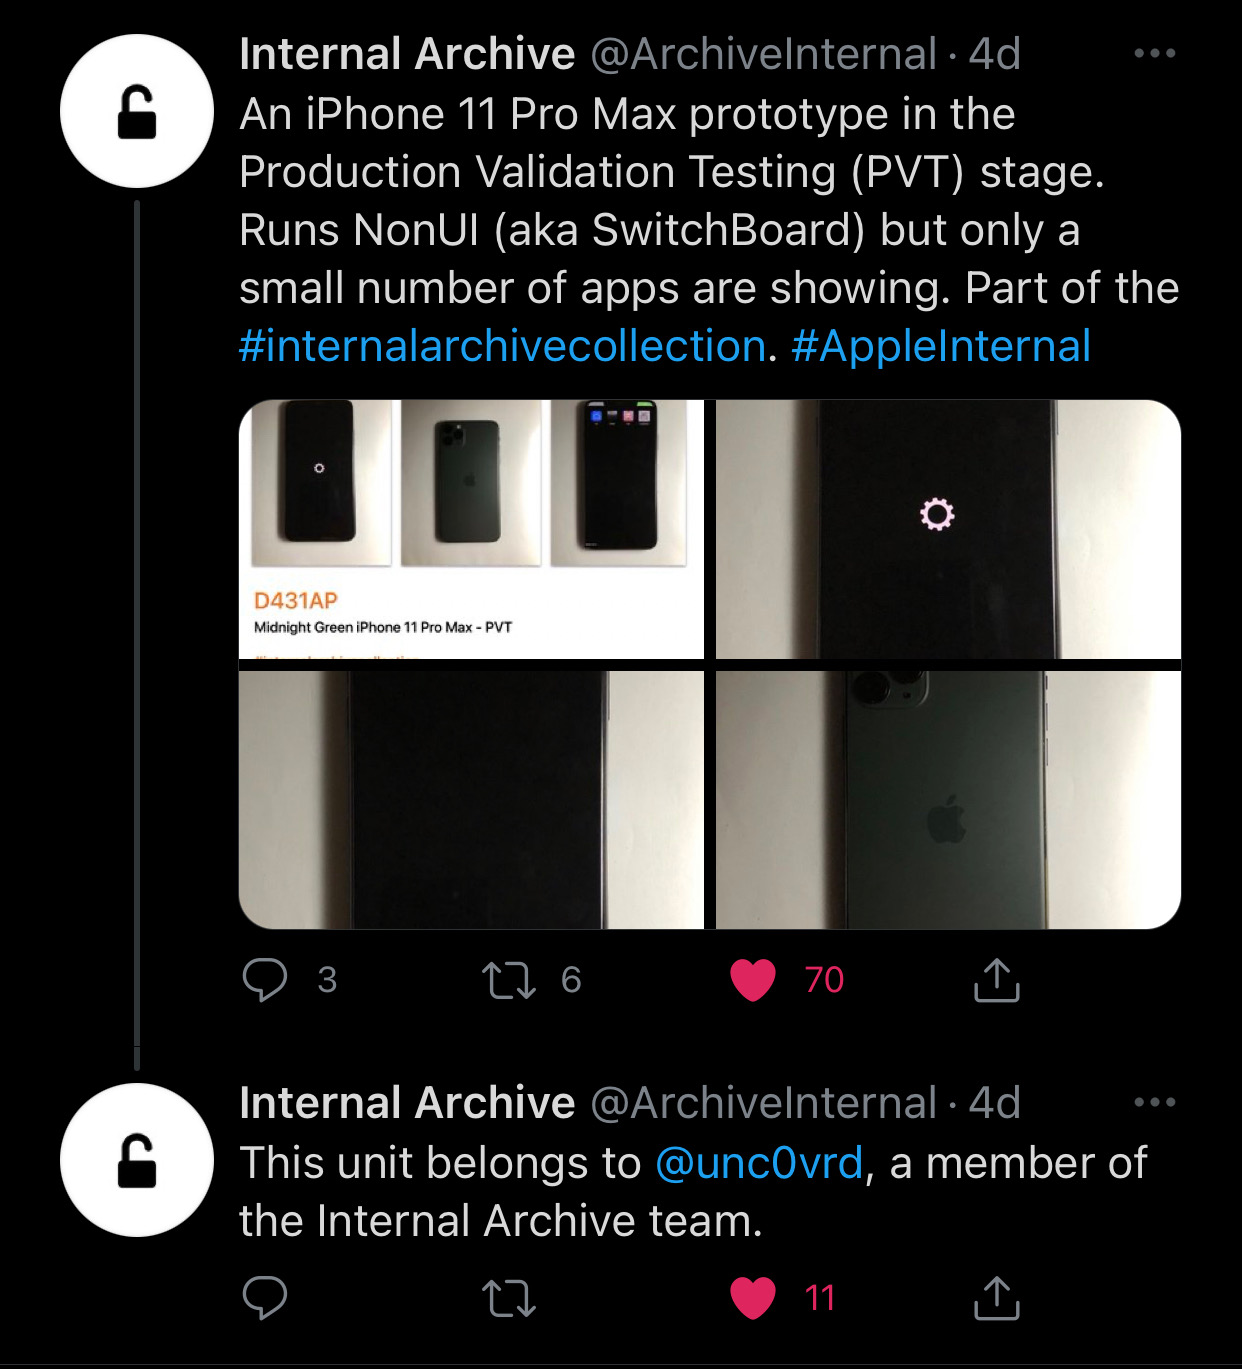 Internal Archive @ArchiveInternal · 4d
An iPhone 11 Pro Max prototype in the
Production Validation Testing (PVT) stage.
Runs NonUI (aka SwitchBoard) but only a
small number of apps are showing. Part of the
#internalarchivecollection. #AppleInternal
D431AP
Midnight Green iPhone 11 Pro Max - PVT
3 6 70
Internal Archive @ArchiveInternal · 4d
This unit belongs to @unc0vrd, a member of
the Internal Archive team.
11